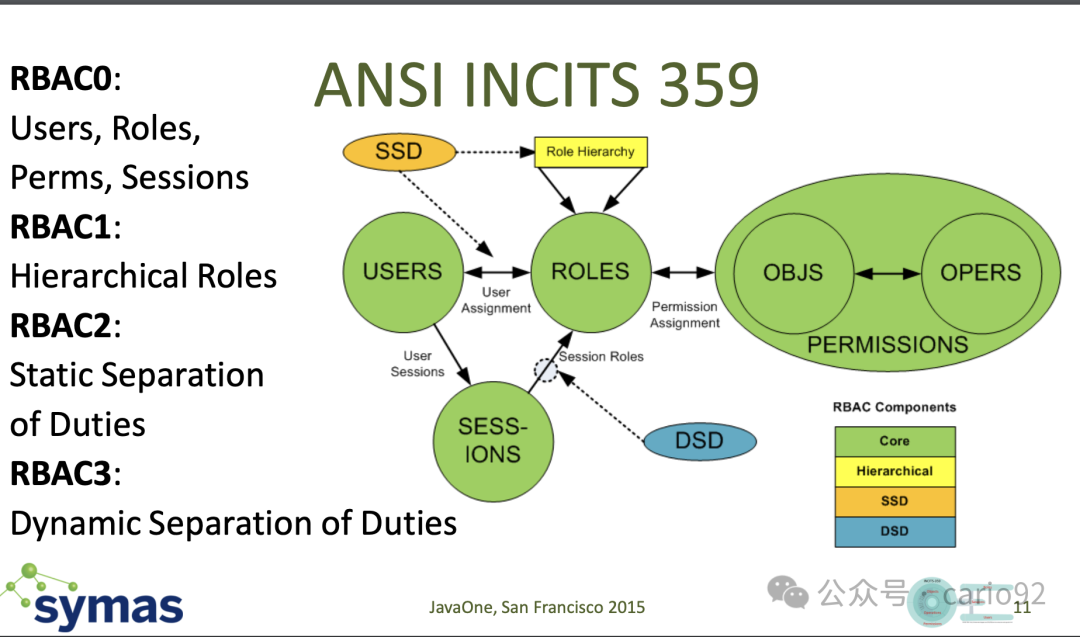 ANSI INCITS 359
RBAC0:
Users, Roles,
Perms, Sessions
RBAC1:
Hierarchical Roles
RBAC2:
Static Separation
of Duties
RBAC3:
Dynamic Separation of Duties
SSD
Role Hierarchy
USERS
User
Assignment
ROLES
Permission
Assignment
OBJS
OPERS
PERMISSIONS
User
Sessions
Session Roles
SESS-
IONS
DSD
RBAC Components
Core
Hierarchical
SSD
DSD
symas
JavaOne, San Francisco 2015
公众号
cario92
11